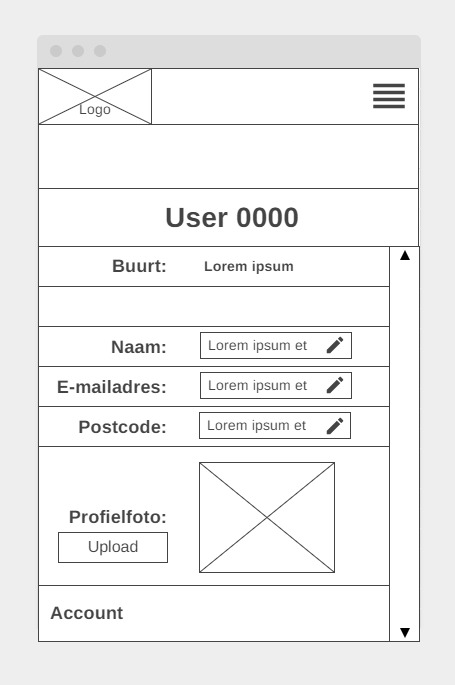 Logo
User 0000
Buurt: Lorem ipsum
Naam: Lorem ipsum et
E-mailadres: Lorem ipsum et
Postcode: Lorem ipsum et
Profielfoto:
Upload
Account